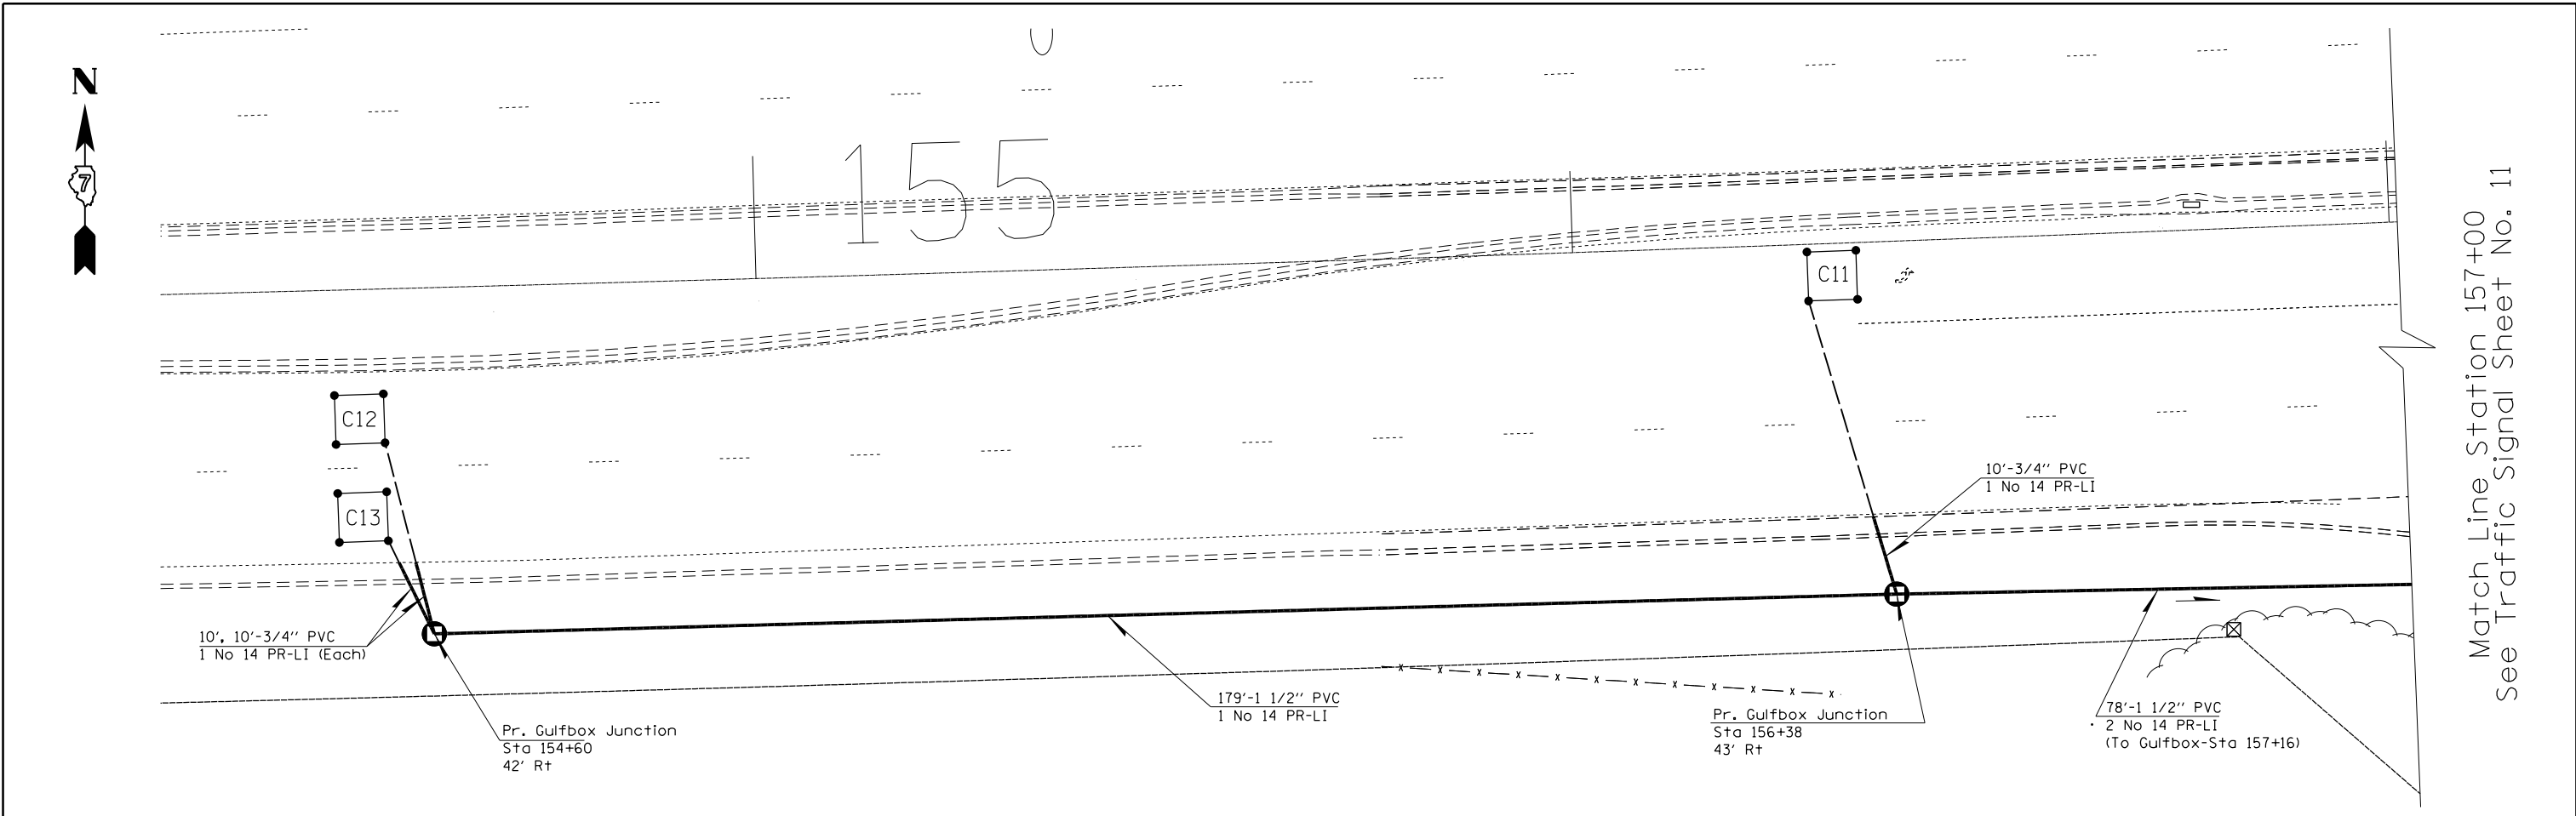 N
7
155
C11
C12
C13
10'-3/4" PVC
1 No 14 PR-LI
10', 10'-3/4" PVC
1 No 14 PR-LI (Each)
179'-1 1/2" PVC
1 No 14 PR-LI
Pr. Gulfbox Junction
Sta 154+60
42' Rt
Pr. Gulfbox Junction
Sta 156+38
43' Rt
78'-1 1/2" PVC
2 No 14 PR-LI
(To Gulfbox-Sta 157+16)
Match Line Station 157+00
See Traffic Signal Sheet No. 11